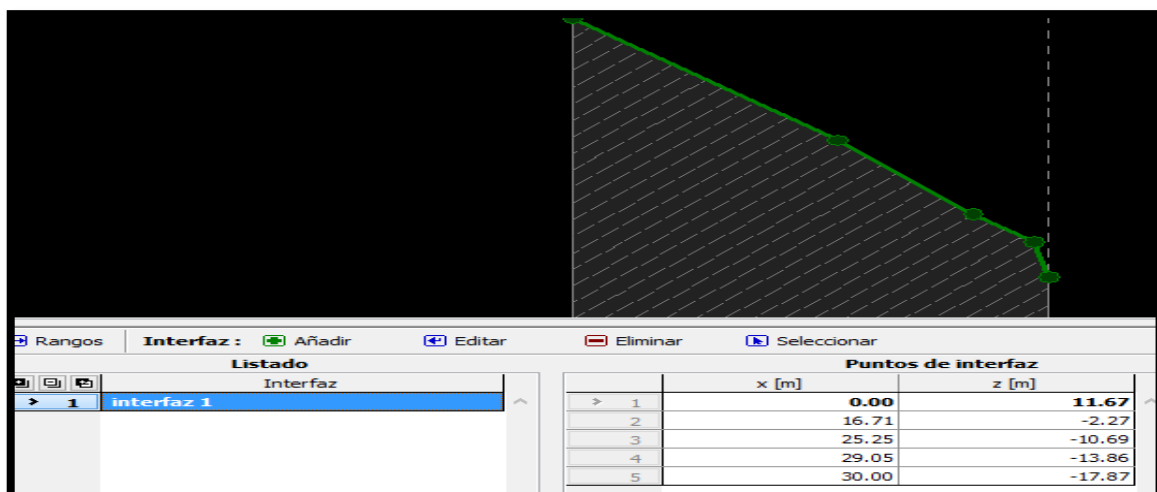 Rangos Interfaz : Añadir Editar Eliminar Seleccionar
Listado Puntos de interfaz
Interfaz x [m] z [m]
> 1 interfaz 1 > 1 0.00 11.67
2 16.71 -2.27
3 25.25 -10.69
4 29.05 -13.86
5 30.00 -17.87